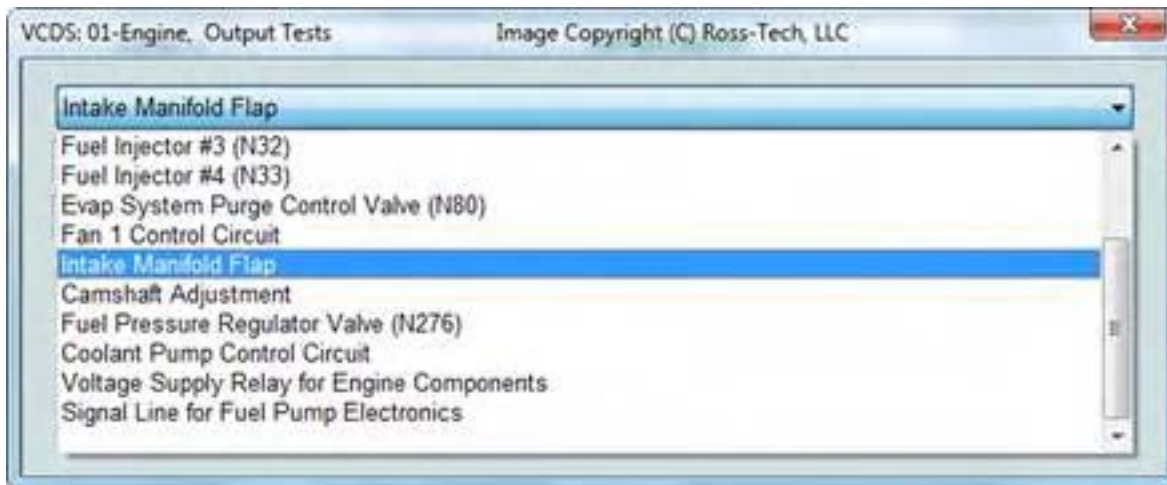 VCDS: 01-Engine, Output Tests Image Copyright (C) Ross-Tech, LLC
Intake Manifold Flap
Fuel Injector #3 (N32)
Fuel Injector #4 (N33)
Evap System Purge Control Valve (N80)
Fan 1 Control Circuit
Intake Manifold Flap
Camshaft Adjustment
Fuel Pressure Regulator Valve (N276)
Coolant Pump Control Circuit
Voltage Supply Relay for Engine Components
Signal Line for Fuel Pump Electronics